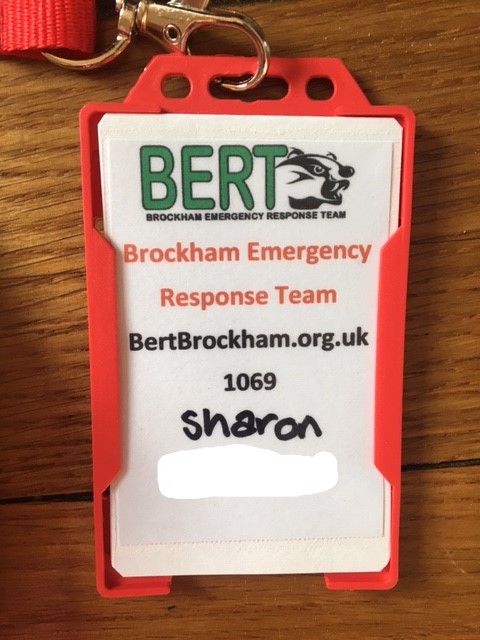 BERT
BROCKHAM EMERGENCY RESPONSE TEAM
Brockham Emergency
Response Team
BertBrockham.org.uk
1069
sharon